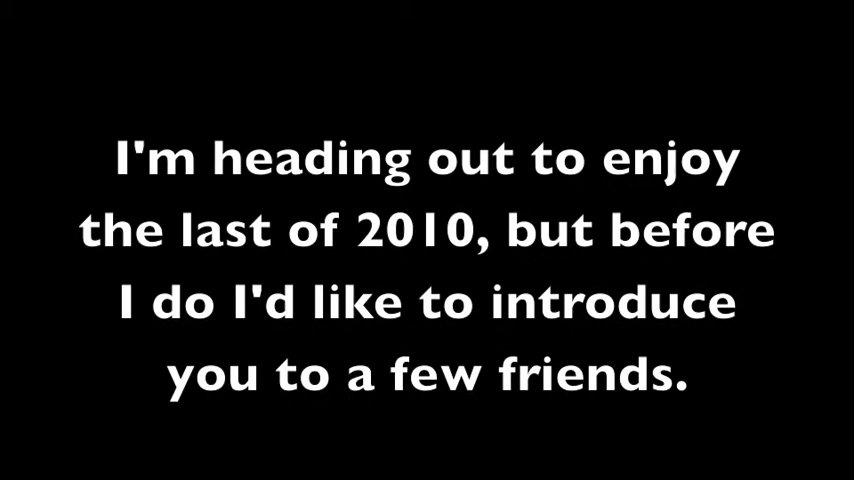 I'm heading out to enjoy
the last of 2010, but before
I do I'd like to introduce
you to a few friends.